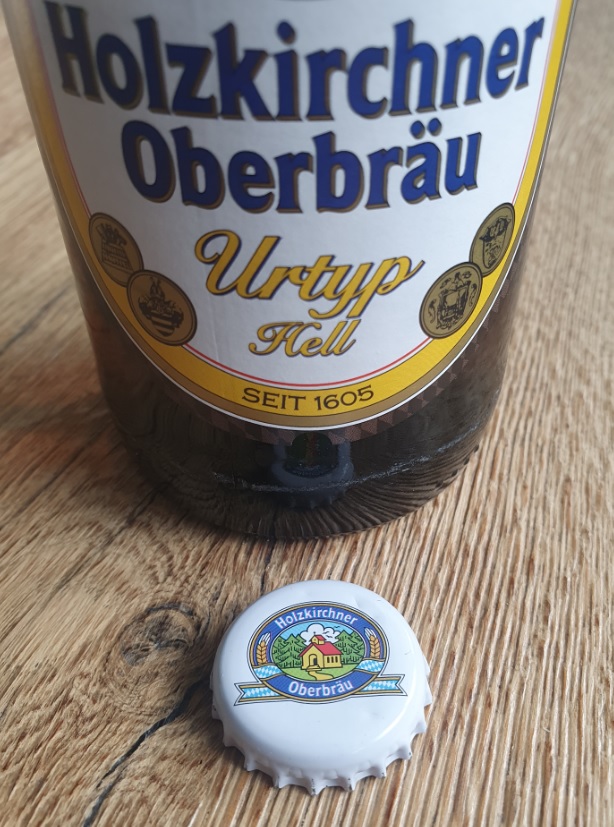 Holzkirchner
Oberbräu
Urtyp
Hell
SEIT 1605
Holzkirchner
Oberbräu